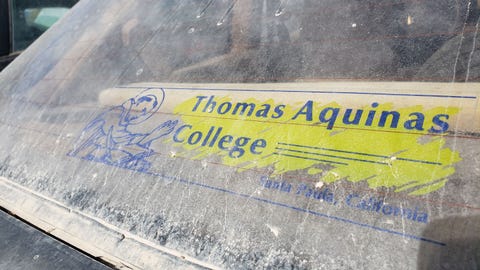 Thomas Aquinas
College
Santa Paula, California